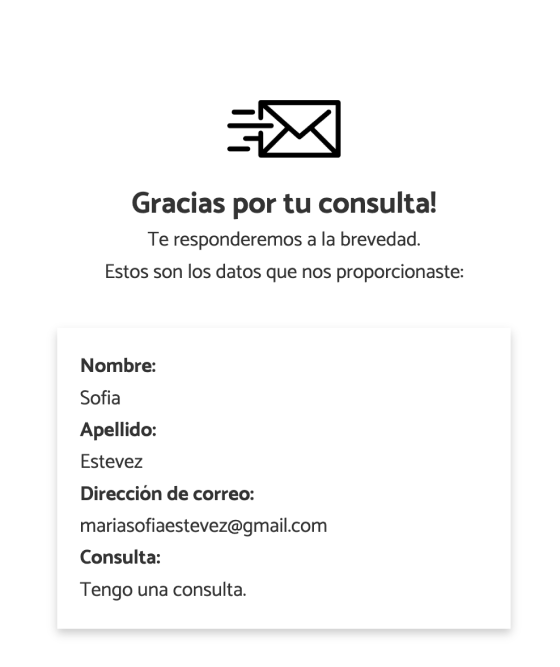 Gracias por tu consulta!
Te responderemos a la brevedad.
Estos son los datos que nos proporcionaste:
Nombre:
Sofia
Apellido:
Estevez
Dirección de correo:
mariasofiaestevez@gmail.com
Consulta:
Tengo una consulta.